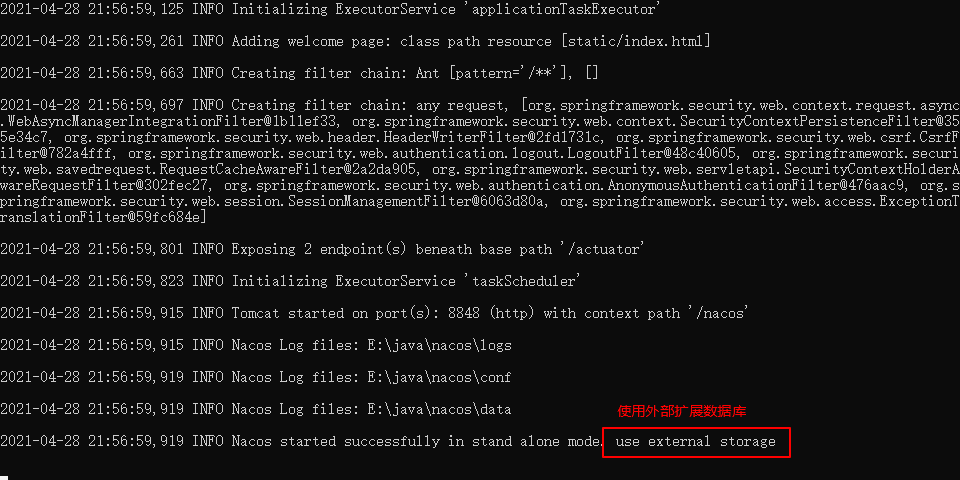 2021-04-28 21:56:59,125 INFO Initializing ExecutorService 'applicationTaskExecutor'
2021-04-28 21:56:59,261 INFO Adding welcome page: class path resource [static/index.html]
2021-04-28 21:56:59,663 INFO Creating filter chain: Ant [pattern='/**'], []
2021-04-28 21:56:59,697 INFO Creating filter chain: any request, [org.springframework.security.web.context.request.async
.WebAsyncManagerIntegrationFilter@1b11ef33, org.springframework.security.web.context.SecurityContextPersistenceFilter@35
5e34c7, org.springframework.security.web.header.HeaderWriterFilter@2fd1731c, org.springframework.security.web.csrf.CsrfF
ilter@782a4fff, org.springframework.security.web.authentication.logout.LogoutFilter@48c40605, org.springframework.securi
ty.web.savedrequest.RequestCacheAwareFilter@2a2da905, org.springframework.security.web.servletapi.SecurityContextHolderA
wareRequestFilter@302fec27, org.springframework.security.web.authentication.AnonymousAuthenticationFilter@476aac9, org.s
pringframework.security.web.session.SessionManagementFilter@6063d80a, org.springframework.security.web.access.ExceptionT
ranslationFilter@59fc684e]
2021-04-28 21:56:59,801 INFO Exposing 2 endpoint(s) beneath base path '/actuator'
2021-04-28 21:56:59,823 INFO Initializing ExecutorService 'taskScheduler'
2021-04-28 21:56:59,915 INFO Tomcat started on port(s): 8848 (http) with context path '/nacos'
2021-04-28 21:56:59,915 INFO Nacos Log files: E:\java\nacos\logs
2021-04-28 21:56:59,919 INFO Nacos Log files: E:\java\nacos\conf
2021-04-28 21:56:59,919 INFO Nacos Log files: E:\java\nacos\data
使用外部扩展数据库
2021-04-28 21:56:59,919 INFO Nacos started successfully in stand alone mode. use external storage